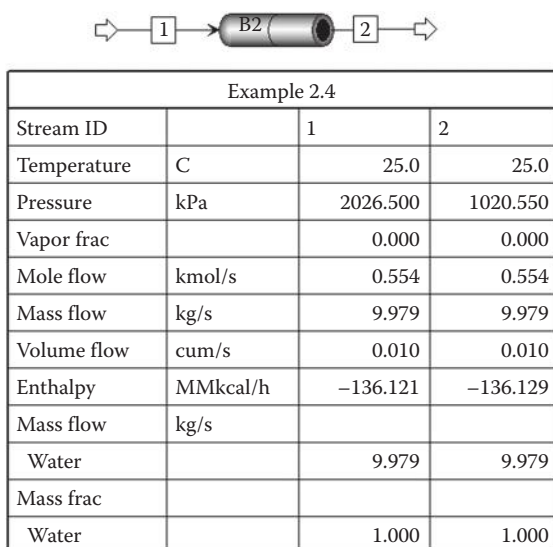 1 B2 2
Example 2.4
Stream ID 1 2
Temperature C 25.0 25.0
Pressure kPa 2026.500 1020.550
Vapor frac 0.000 0.000
Mole flow kmol/s 0.554 0.554
Mass flow kg/s 9.979 9.979
Volume flow cum/s 0.010 0.010
Enthalpy MMkcal/h −136.121 −136.129
Mass flow kg/s
Water 9.979 9.979
Mass frac
Water 1.000 1.000